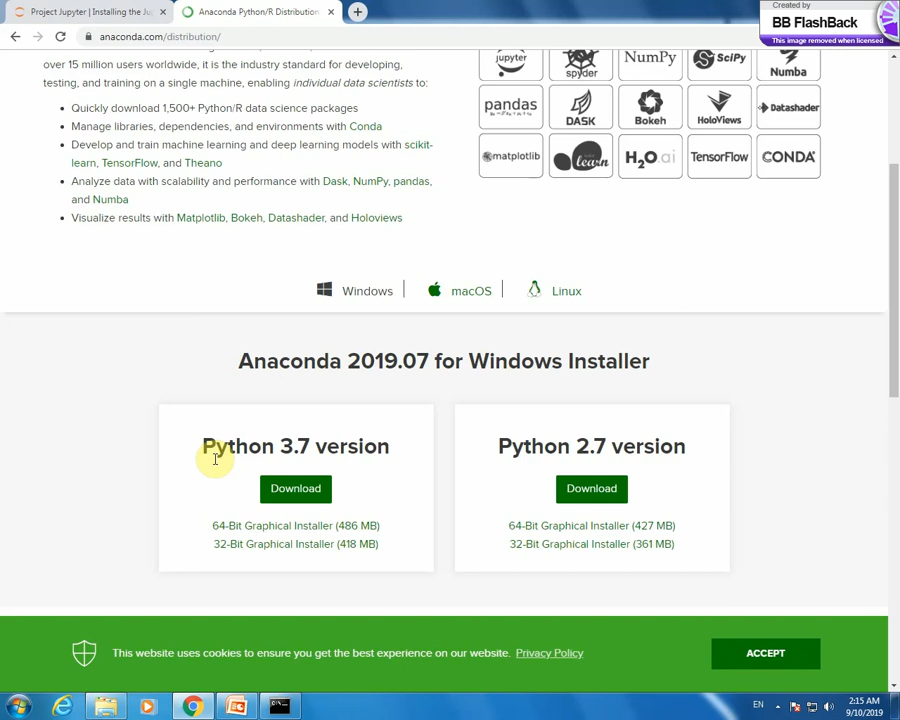 Project Jupyter | Installing the Ju
Anaconda Python/R Distribution
Created by
BB FlashBack
This image removed when licensed
anaconda.com/distribution/
over 15 million users worldwide, it is the industry standard for developing,
testing, and training on a single machine, enabling individual data scientists to:
Quickly download 1,500+ Python/R data science packages
Manage libraries, dependencies, and environments with Conda
Develop and train machine learning and deep learning models with scikit-
learn, TensorFlow, and Theano
Analyze data with scalability and performance with Dask, NumPy, pandas,
and Numba
Visualize results with Matplotlib, Bokeh, Datashader, and Holoviews
jupyter
spyder
NumPy
SciPy
Numba
pandas
DASK
Bokeh
HoloViews
Datashader
matplotlib
learn
H2O.ai
TensorFlow
CONDA
Windows
macOS
Linux
Anaconda 2019.07 for Windows Installer
Python 3.7 version
Download
64-Bit Graphical Installer (486 MB)
32-Bit Graphical Installer (418 MB)
Python 2.7 version
Download
64-Bit Graphical Installer (427 MB)
32-Bit Graphical Installer (361 MB)
This website uses cookies to ensure you get the best experience on our website. Privacy Policy
ACCEPT
EN
2:15 AM
9/10/2019